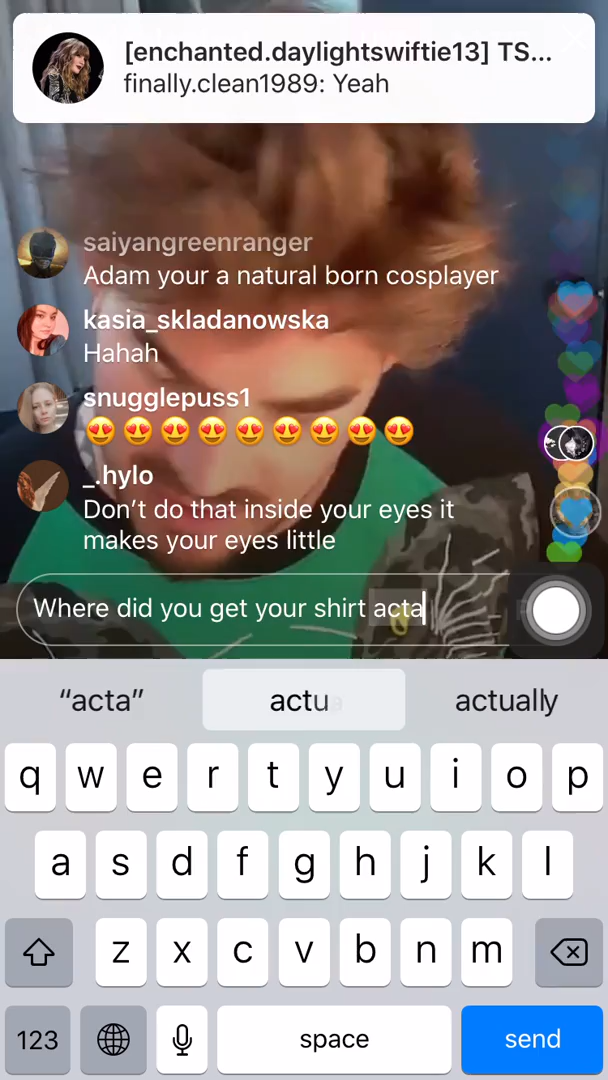 [enchanted.daylightswiftie13] TS...
finally.clean1989: Yeah
saiyangreenranger
Adam your a natural born cosplayer
kasia_skladanowska
Hahah
snugglepuss1
😍😍😍😍😍😍😍😍😍
_.hylo
Don’t do that inside your eyes it
makes your eyes little
Where did you get your shirt acta
“acta” actu actually
q w e r t y u i o p
a s d f g h j k l
z x c v b n m
123 space send